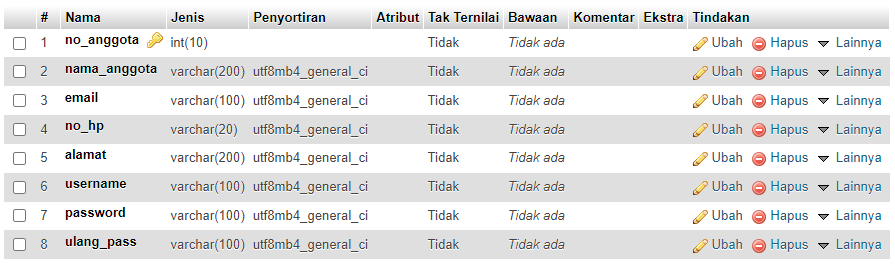 # Nama Jenis Penyortiran Atribut Tak Ternilai Bawaan Komentar Ekstra Tindakan
1 no_anggota int(10) Tidak Tidak ada Ubah Hapus Lainnya
2 nama_anggota varchar(200) utf8mb4_general_ci Tidak Tidak ada Ubah Hapus Lainnya
3 email varchar(100) utf8mb4_general_ci Tidak Tidak ada Ubah Hapus Lainnya
4 no_hp varchar(20) utf8mb4_general_ci Tidak Tidak ada Ubah Hapus Lainnya
5 alamat varchar(200) utf8mb4_general_ci Tidak Tidak ada Ubah Hapus Lainnya
6 username varchar(100) utf8mb4_general_ci Tidak Tidak ada Ubah Hapus Lainnya
7 password varchar(100) utf8mb4_general_ci Tidak Tidak ada Ubah Hapus Lainnya
8 ulang_pass varchar(100) utf8mb4_general_ci Tidak Tidak ada Ubah Hapus Lainnya